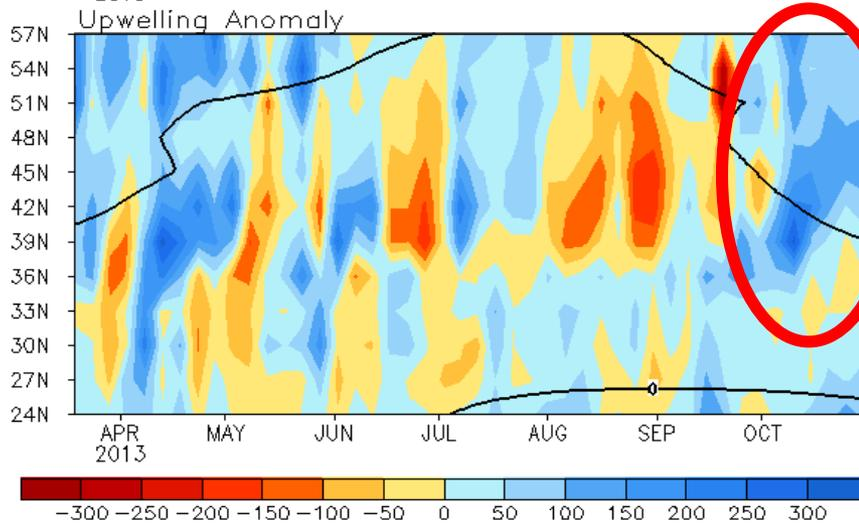 Upwelling Anomaly
57N
54N
51N
48N
45N
42N
39N
36N
33N
30N
27N
24N
0
APR MAY JUN JUL AUG SEP OCT
2013
−300 −250 −200 −150 −100 −50 0 50 100 150 200 250 300